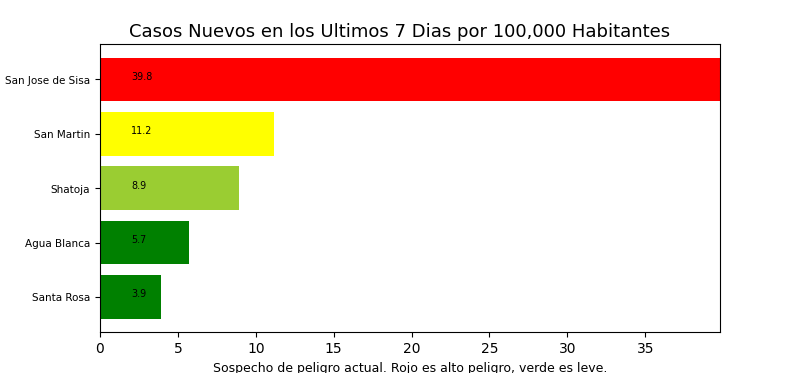 Casos Nuevos en los Ultimos 7 Dias por 100,000 Habitantes
San Jose de Sisa 39.8
San Martin 11.2
Shatoja 8.9
Agua Blanca 5.7
Santa Rosa 3.9
0 5 10 15 20 25 30 35
Sospecho de peligro actual. Rojo es alto peligro, verde es leve.